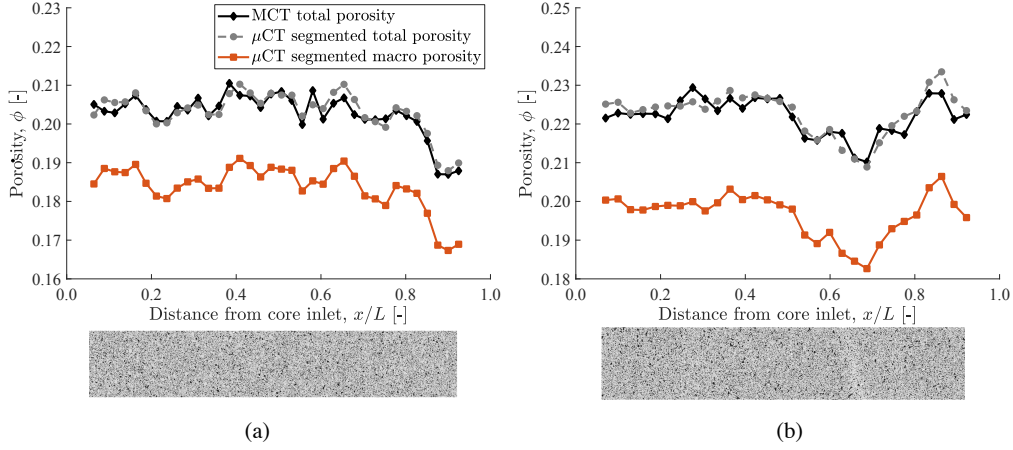 MCT total porosity
μCT segmented total porosity
μCT segmented macro porosity
Porosity, ϕ [-]
0.23
0.22
0.21
0.20
0.19
0.18
0.17
0.16
0.0 0.2 0.4 0.6 0.8 1.0
Distance from core inlet, x/L [-]
(a)
Porosity, ϕ [-]
0.25
0.24
0.23
0.22
0.21
0.20
0.19
0.18
0.0 0.2 0.4 0.6 0.8 1.0
Distance from core inlet, x/L [-]
(b)